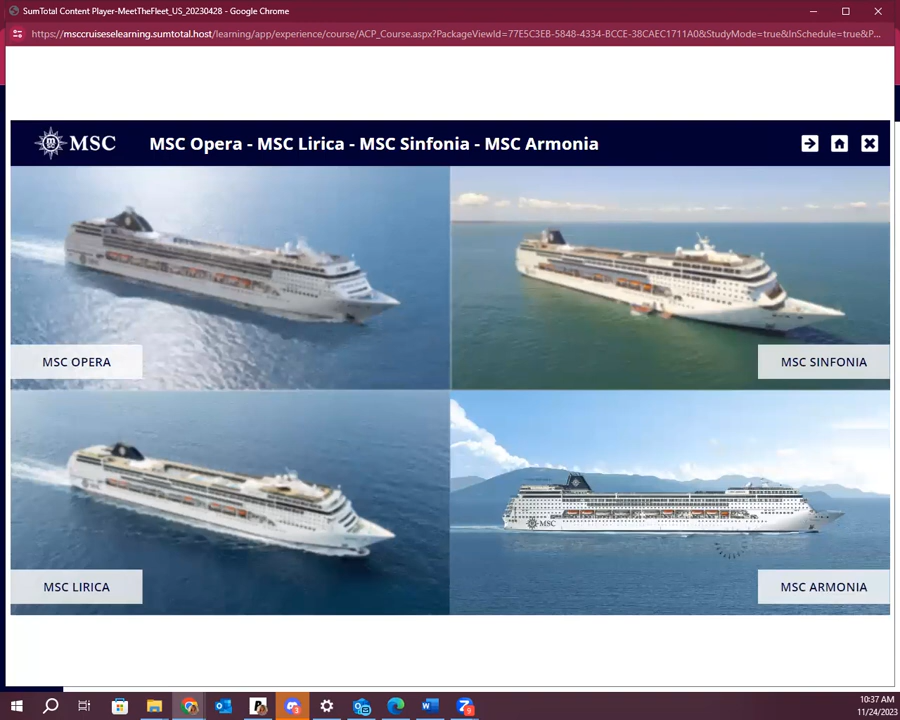 SumTotal Content Player-MeetTheFleet_US_20230428 - Google Chrome
https://msccruiseselearning.sumtotal.host/learning/app/experience/course/ACP_Course.aspx?PackageViewId=77E5C3EB-5848-4334-BCCE-38CAEC1711A0&StudyMode=true&InSchedule=true&P...
MSC
MSC Opera - MSC Lirica - MSC Sinfonia - MSC Armonia
MSC OPERA
MSC SINFONIA
MSC
MSC LIRICA
MSC ARMONIA
10:37 AM
11/24/2023